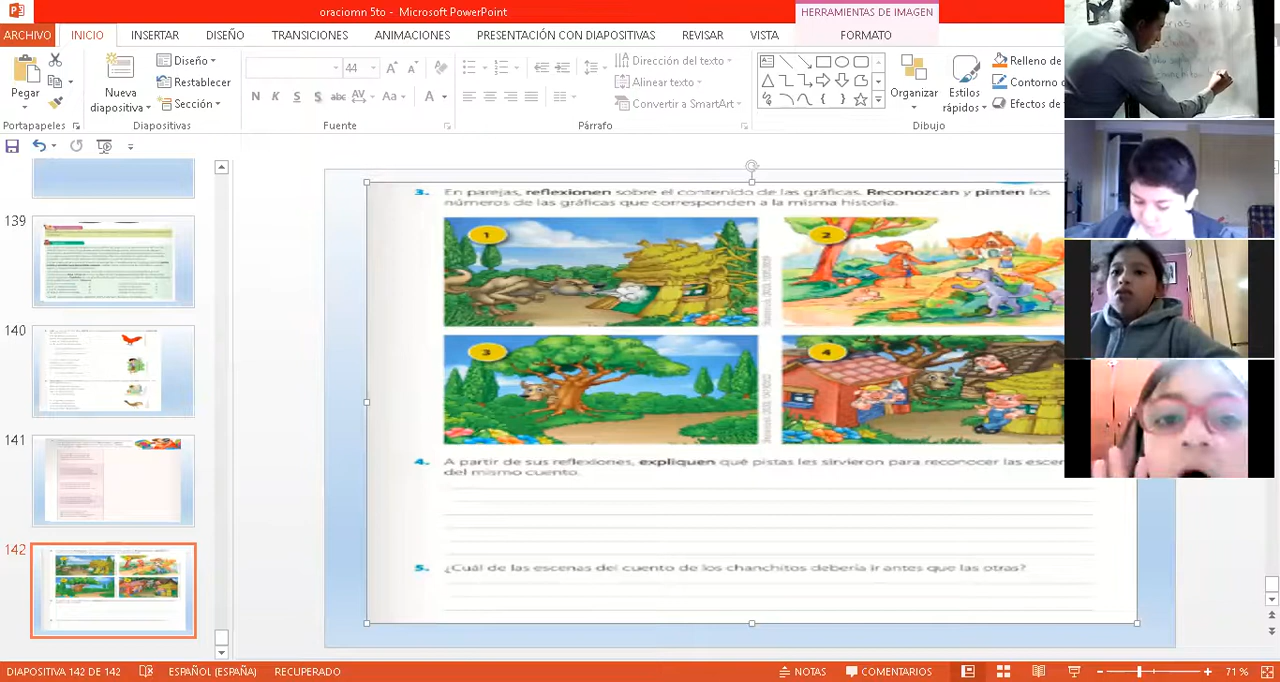 oraciomn 5to - Microsoft PowerPoint
HERRAMIENTAS DE IMAGEN
ARCHIVO
INICIO
INSERTAR
DISEÑO
TRANSICIONES
ANIMACIONES
PRESENTACIÓN CON DIAPOSITIVAS
REVISAR
VISTA
FORMATO
Pegar
Nueva
diapositiva
Diseño
Restablecer
Sección
44
N K S S abc AV Aa A
Dirección del texto
Alinear texto
Convertir a SmartArt
Organizar
Estilos
rápidos
Relleno de
Contorno
Efectos de
Portapapeles
Diapositivas
Fuente
Párrafo
Dibujo
139
140
141
142
3. En parejas, reflexionen sobre el contenido de las gráficas. Reconozcan y pinten los
números de las gráficas que corresponden a la misma historia.
1
2
3
4
4. A partir de sus reflexiones, expliquen qué pistas les sirvieron para reconocer las escen
del mismo cuento.
5. ¿Cuál de las escenas del cuento de los chanchitos debería ir antes que las otras?
DIAPOSITIVA 142 DE 142
ESPAÑOL (ESPAÑA)
RECUPERADO
NOTAS
COMENTARIOS
71 %